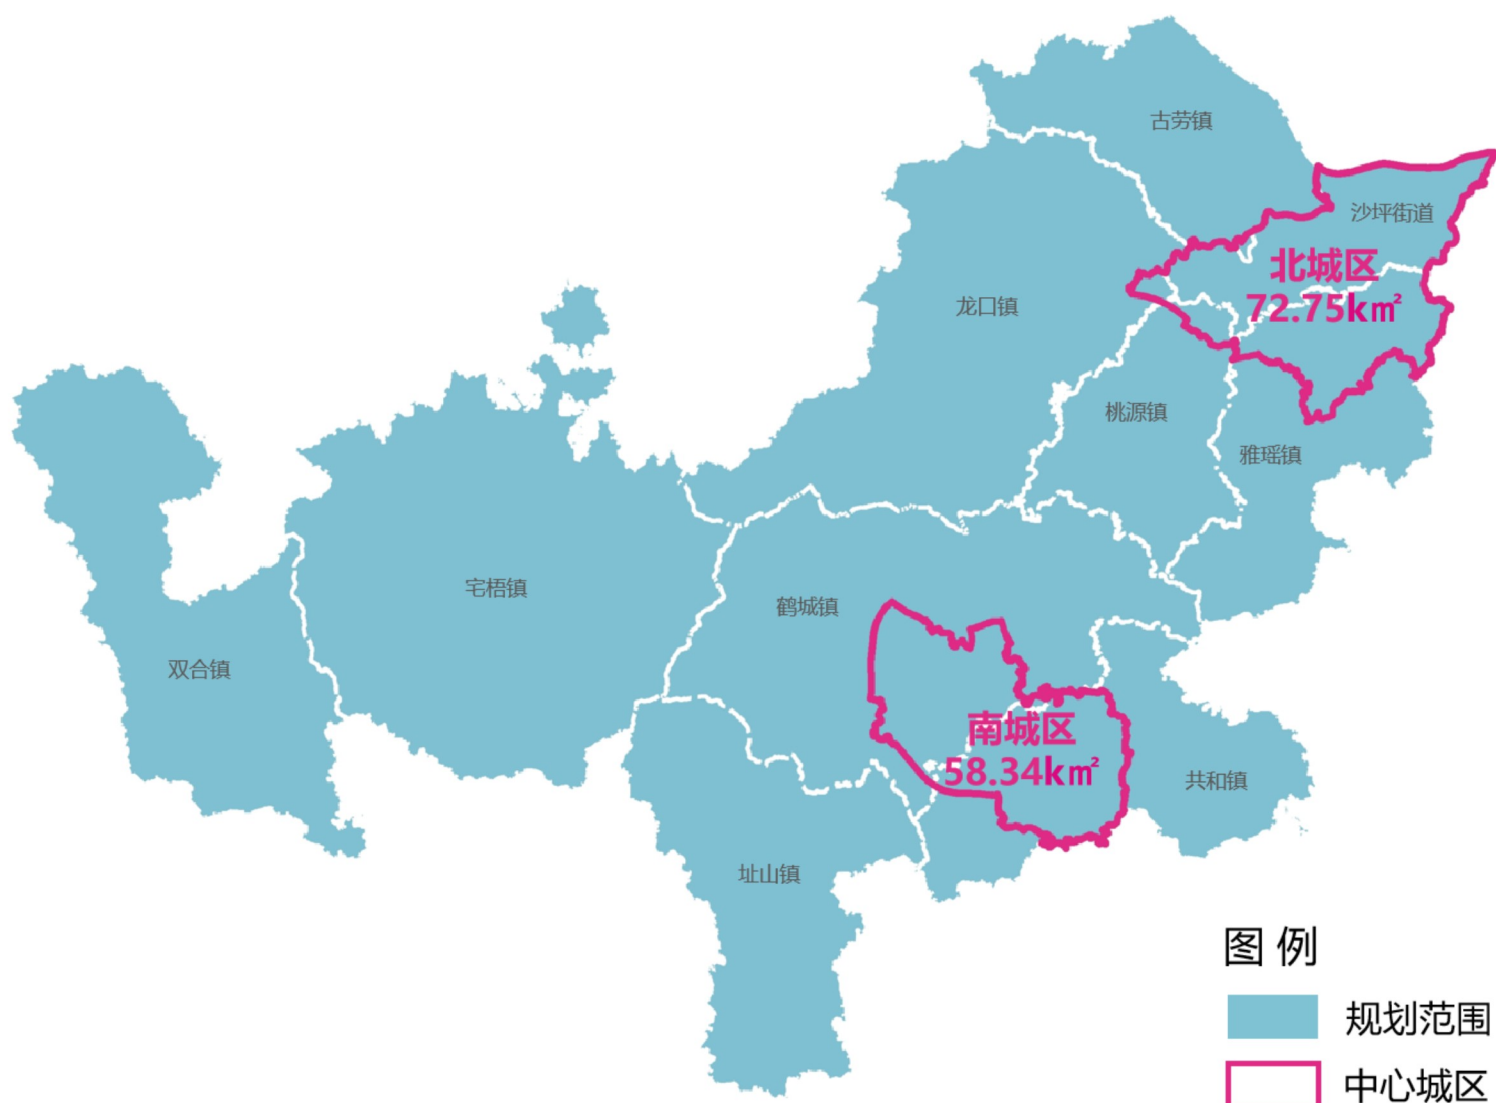 古劳镇
沙坪街道
北城区
72.75k㎡
龙口镇
桃源镇
雅瑶镇
宅梧镇
鹤城镇
双合镇
南城区
58.34k㎡
共和镇
址山镇
图 例
规划范围
中心城区